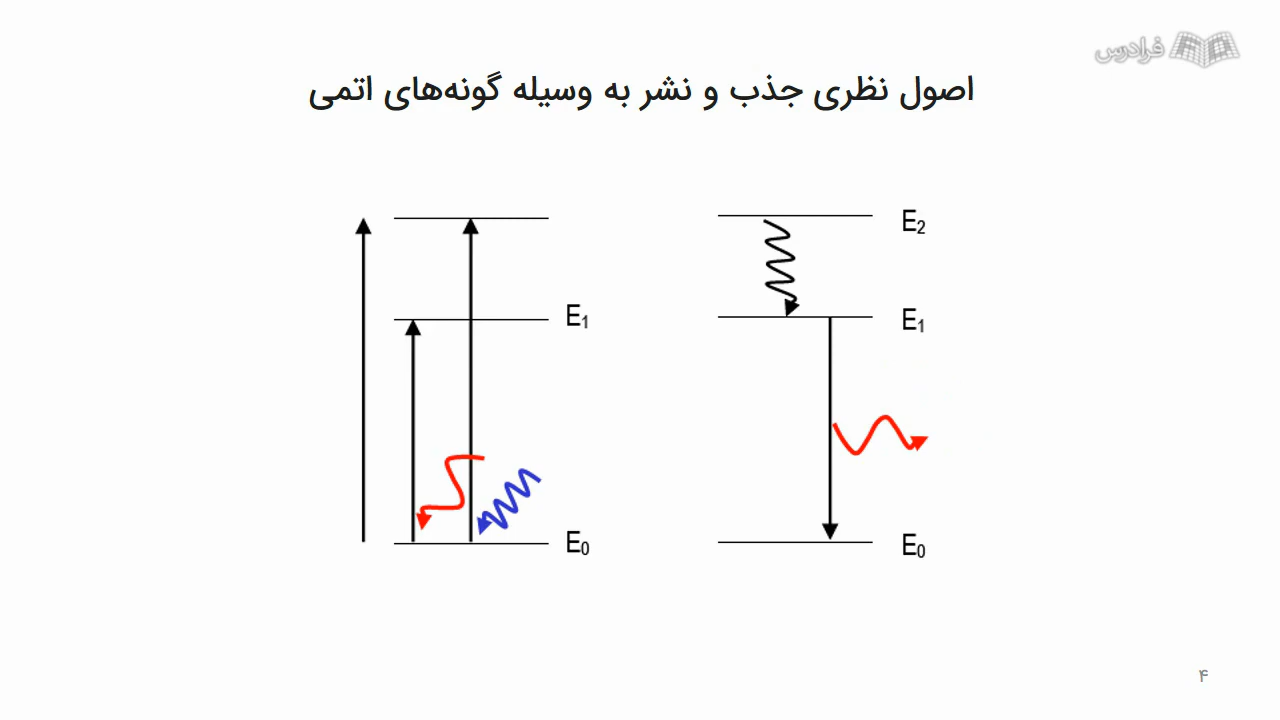 فرادرس
اصول نظری جذب و نشر به وسیله گونه‌های اتمی
E2
E1
E1
E0
E0
۴